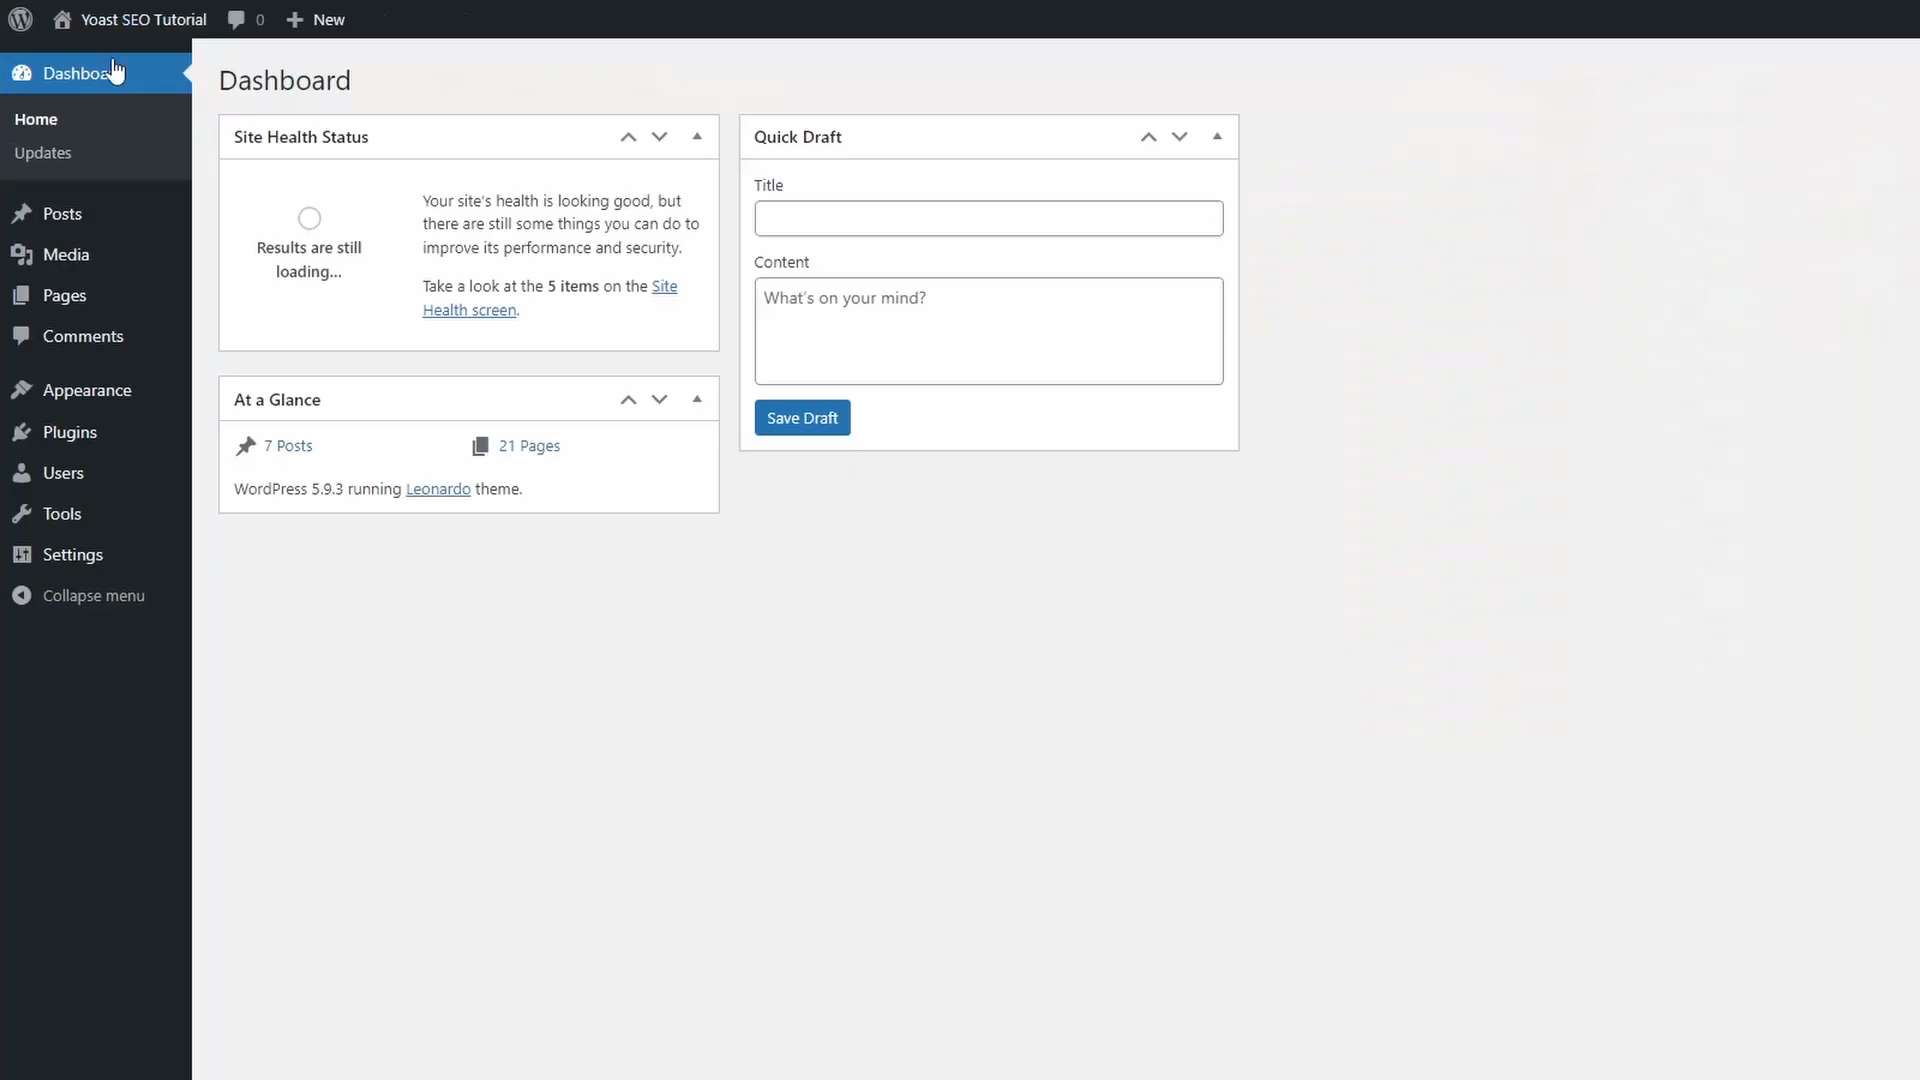 Yoast SEO Tutorial 0 New
Dashboa
Home
Updates
Posts
Media
Pages
Comments
Appearance
Plugins
Users
Tools
Settings
Collapse menu
Dashboard
Site Health Status
Results are still
loading...
Your site's health is looking good, but
there are still some things you can do to
improve its performance and security.
Take a look at the 5 items on the Site
Health screen.
At a Glance
7 Posts 21 Pages
WordPress 5.9.3 running Leonardo theme.
Quick Draft
Title
Content
What's on your mind?
Save Draft